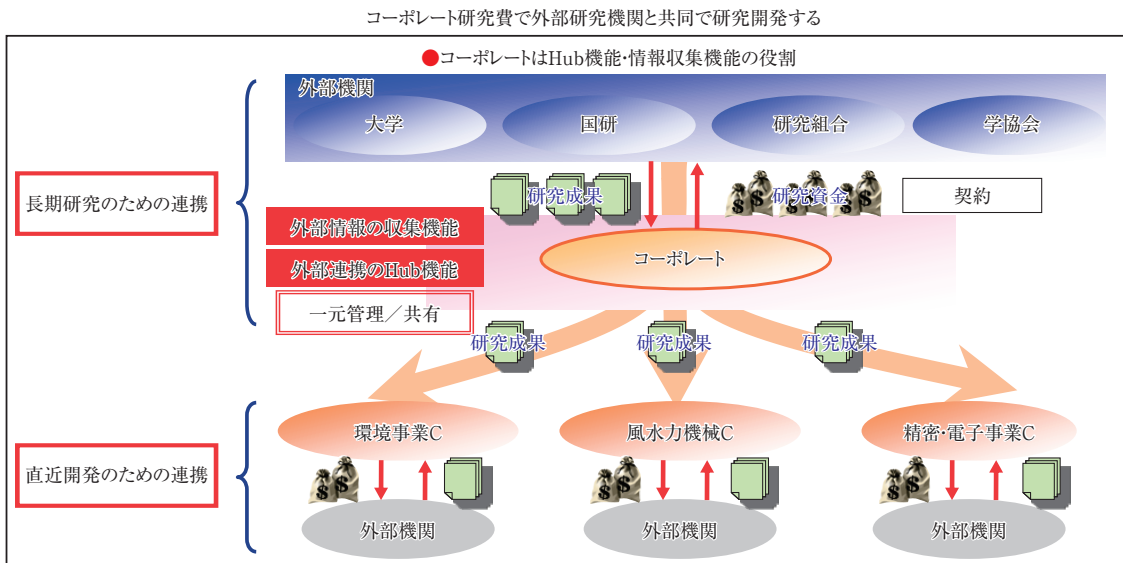 コーポレート研究費で外部研究機関と共同で研究開発する
●コーポレートはHub機能・情報収集機能の役割
外部機関
大学
国研
研究組合
学協会
長期研究のための連携
研究成果
研究資金
契約
外部情報の収集機能
外部連携のHub機能
一元管理／共有
コーポレート
研究成果
研究成果
研究成果
直近開発のための連携
環境事業C
風水力機械C
精密・電子事業C
$ $
$ $
$ $
外部機関
外部機関
外部機関